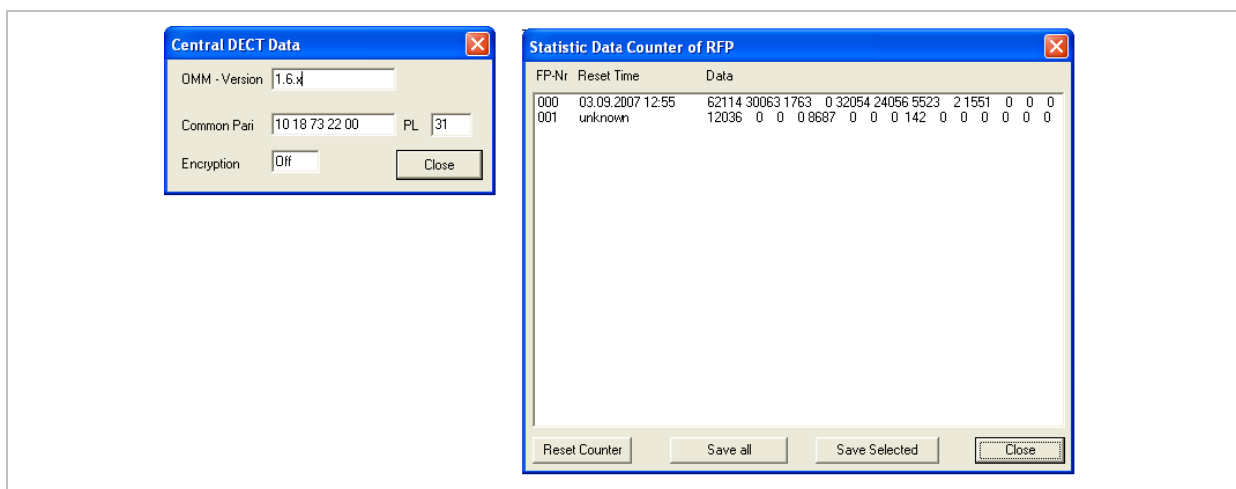 Central DECT Data
OMM - Version 1.6.x
Common Pari 10 18 73 22 00 PL 31
Encryption Off Close
Statistic Data Counter of RFP
FP-Nr Reset Time Data
000 03.09.2007 12:55 62114 30063 1763 0 32054 24056 5523 2 1551 0 0 0
001 unknown 12036 0 0 0 8687 0 0 0 142 0 0 0 0 0 0
Reset Counter Save all Save Selected Close